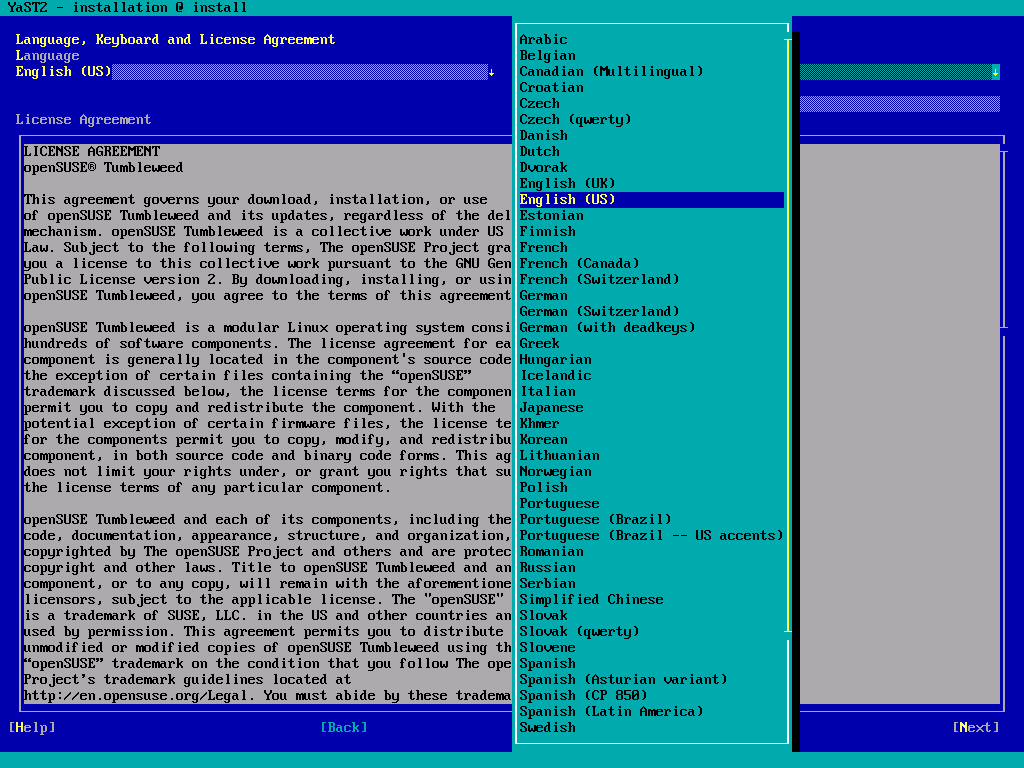 YaST2 - installation @ install
Language, Keyboard and License Agreement
Language
English (US)
License Agreement
LICENSE AGREEMENT
openSUSE® Tumbleweed
This agreement governs your download, installation, or use
of openSUSE Tumbleweed and its updates, regardless of the del
mechanism. openSUSE Tumbleweed is a collective work under US
Law. Subject to the following terms, The openSUSE Project gra
you a license to this collective work pursuant to the GNU Gen
Public License version 2. By downloading, installing, or usin
openSUSE Tumbleweed, you agree to the terms of this agreement
openSUSE Tumbleweed is a modular Linux operating system consi
hundreds of software components. The license agreement for ea
component is generally located in the component's source code
the exception of certain files containing the “openSUSE”
trademark discussed below, the license terms for the componen
permit you to copy and redistribute the component. With the
potential exception of certain firmware files, the license te
for the components permit you to copy, modify, and redistribu
component, in both source code and binary code forms. This ag
does not limit your rights under, or grant you rights that su
the license terms of any particular component.
openSUSE Tumbleweed and each of its components, including the
code, documentation, appearance, structure, and organization,
copyrighted by The openSUSE Project and others and are protec
copyright and other laws. Title to openSUSE Tumbleweed and an
component, or to any copy, will remain with the aforementione
licensors, subject to the applicable license. The "openSUSE"
is a trademark of SUSE, LLC. in the US and other countries an
used by permission. This agreement permits you to distribute
unmodified or modified copies of openSUSE Tumbleweed using th
“openSUSE” trademark on the condition that you follow The ope
Project's trademark guidelines located at
http://en.opensuse.org/Legal. You must abide by these tradema
Arabic
Belgian
Canadian (Multilingual)
Croatian
Czech
Czech (qwerty)
Danish
Dutch
Dvorak
English (UK)
English (US)
Estonian
Finnish
French
French (Canada)
French (Switzerland)
German
German (Switzerland)
German (with deadkeys)
Greek
Hungarian
Icelandic
Italian
Japanese
Khmer
Korean
Lithuanian
Norwegian
Polish
Portuguese
Portuguese (Brazil)
Portuguese (Brazil -- US accents)
Romanian
Russian
Serbian
Simplified Chinese
Slovak
Slovak (qwerty)
Slovene
Spanish
Spanish (Asturian variant)
Spanish (CP 850)
Spanish (Latin America)
Swedish
[Help] [Back] [Next]